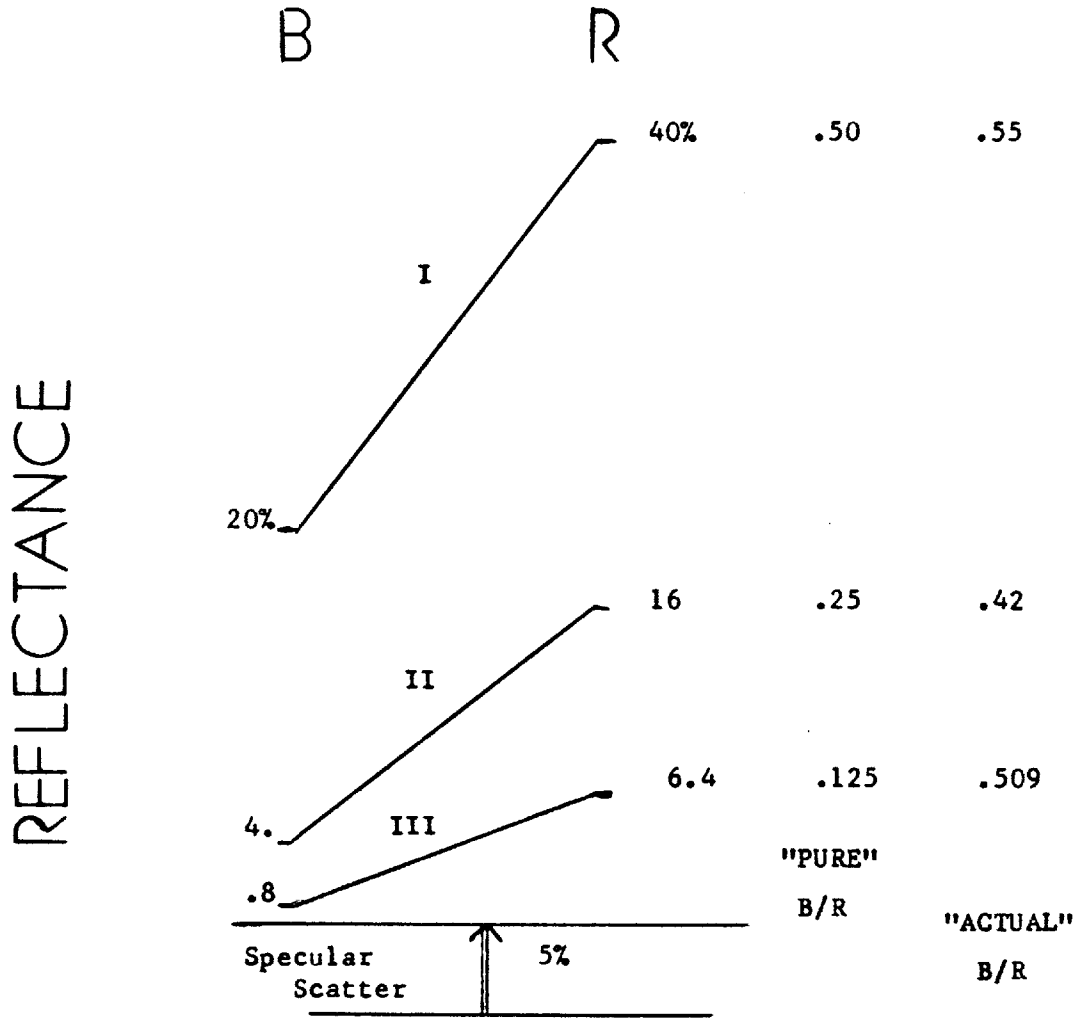 B R
40% .50 .55
I
REFLECTANCE
20%
16 .25 .42
II
6.4 .125 .509
4.
III
"PURE"
.8
B/R
"ACTUAL"
Specular 5%
Scatter
B/R